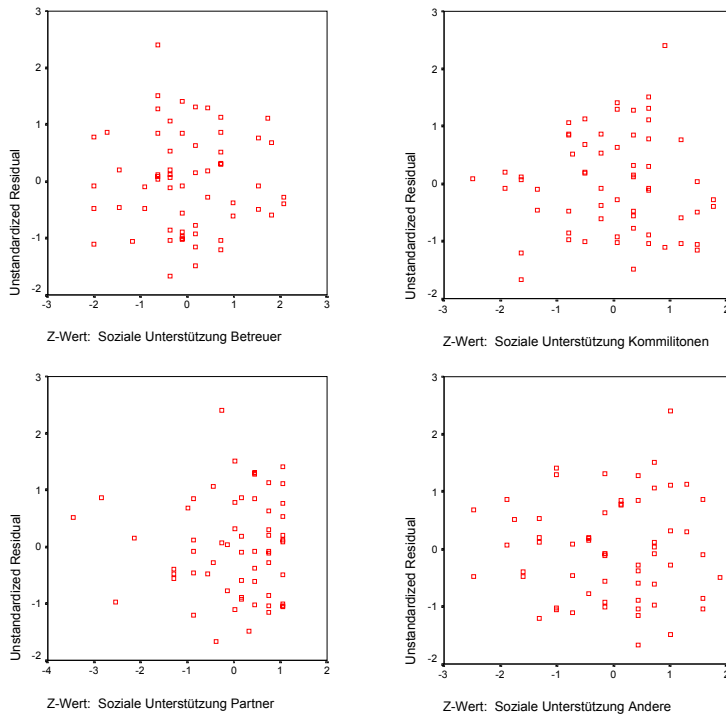 3
2
1
0
-1
-2
Unstandardized Residual
-3 -2 -1 0 1 2 3
Z-Wert: Soziale Unterstützung Betreuer
3
2
1
0
-1
-2
Unstandardized Residual
-3 -2 -1 0 1 2
Z-Wert: Soziale Unterstützung Kommilitonen
3
2
1
0
-1
-2
Unstandardized Residual
-4 -3 -2 -1 0 1 2
Z-Wert: Soziale Unterstützung Partner
3
2
1
0
-1
-2
Unstandardized Residual
-3 -2 -1 0 1 2
Z-Wert: Soziale Unterstützung Andere